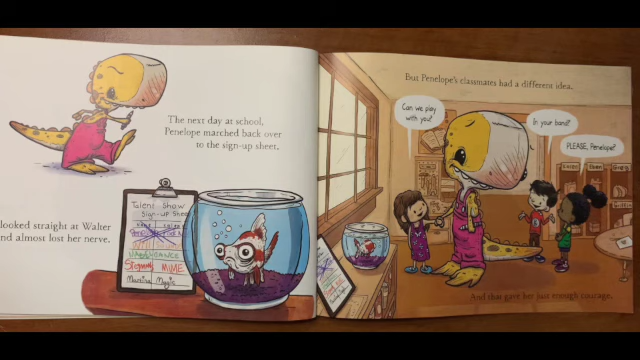 The next day at school,
Penelope marched back over
to the sign-up sheet,
looked straight at Walter
nd almost lost her nerve.
Talent Show
Sign-up Shee
MIME
Magic
But Penelope's classmates had a different idea.
Can we play
with you?
In your band?
PLEASE, Penelope?
And that gave her just enough courage.